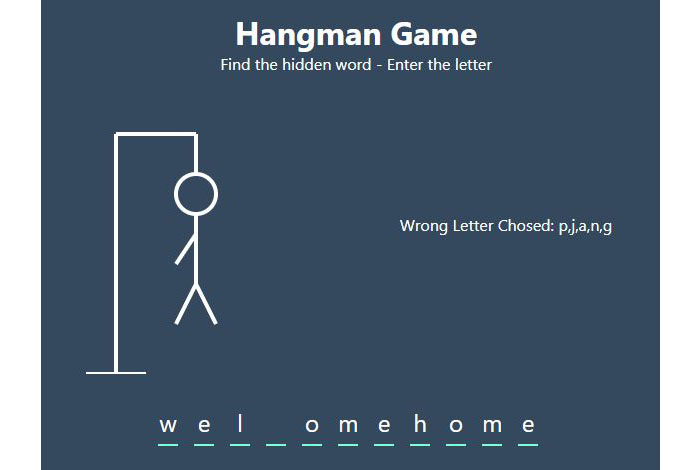 Hangman Game
Find the hidden word - Enter the letter
Wrong Letter Chosed: p,j,a,n,g
w e l _ o m e h o m e